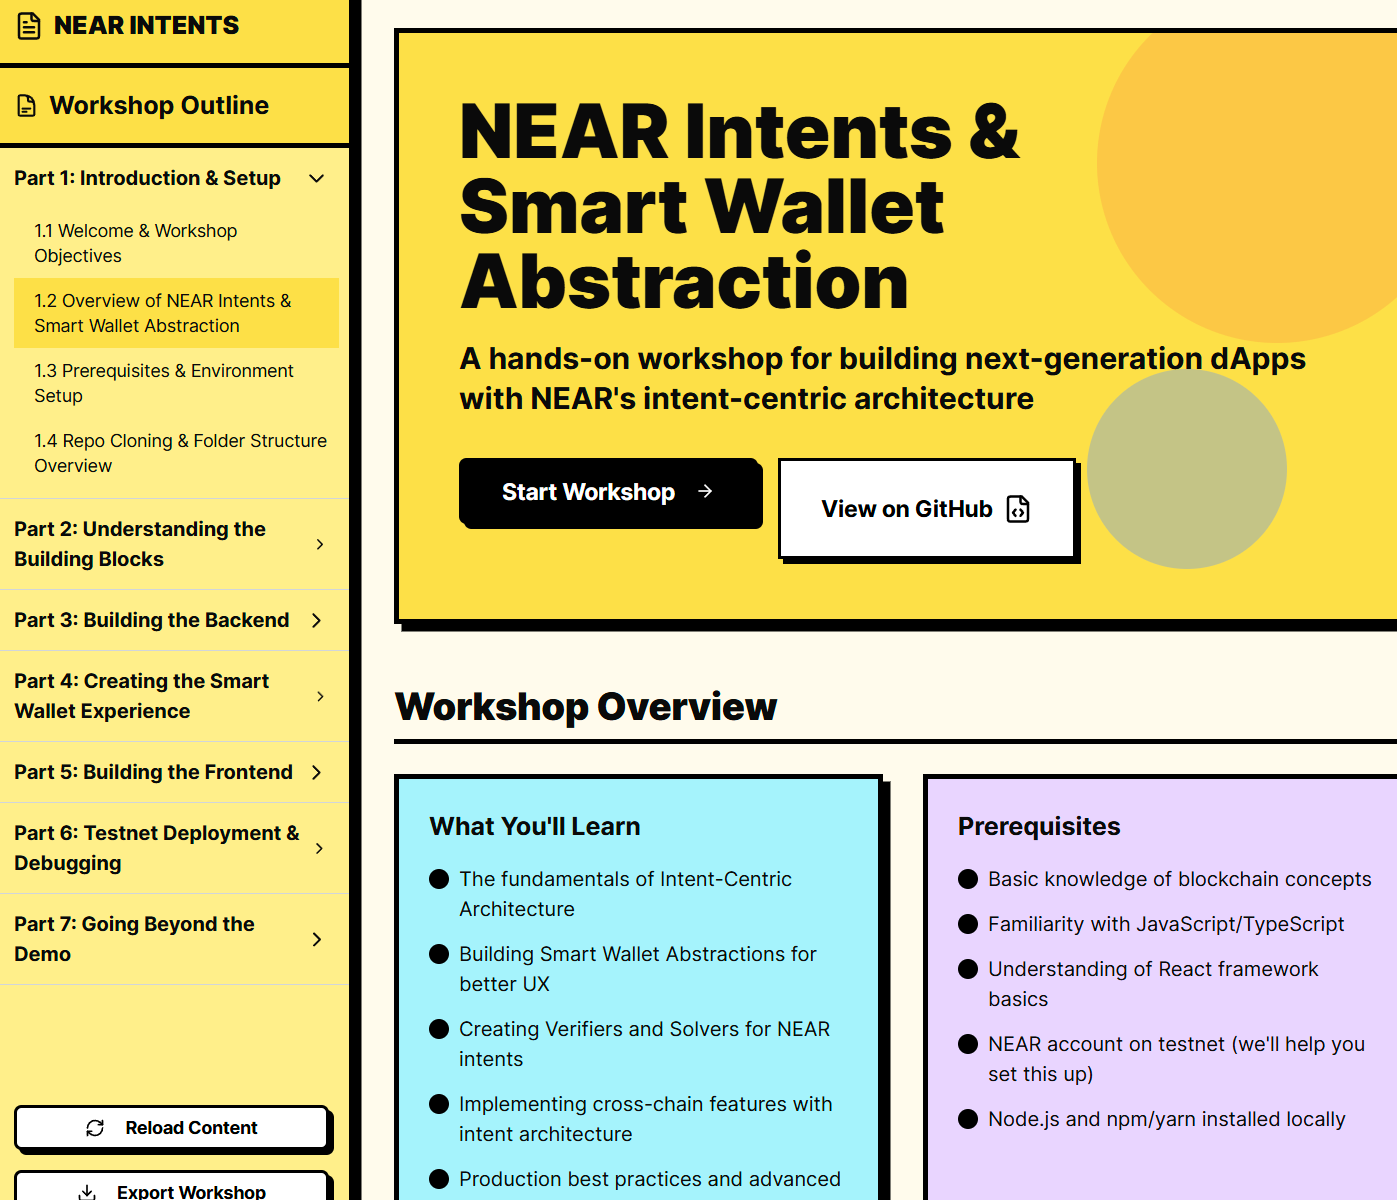 NEAR INTENTS
Workshop Outline
Part 1: Introduction & Setup
1.1 Welcome & Workshop
Objectives
1.2 Overview of NEAR Intents &
Smart Wallet Abstraction
1.3 Prerequisites & Environment
Setup
1.4 Repo Cloning & Folder Structure
Overview
Part 2: Understanding the
Building Blocks
Part 3: Building the Backend
Part 4: Creating the Smart
Wallet Experience
Part 5: Building the Frontend
Part 6: Testnet Deployment &
Debugging
Part 7: Going Beyond the
Demo
Reload Content
Export Workshop
NEAR Intents &
Smart Wallet
Abstraction
A hands-on workshop for building next-generation dApps
with NEAR's intent-centric architecture
Start Workshop
View on GitHub
Workshop Overview
What You'll Learn
The fundamentals of Intent-Centric
Architecture
Building Smart Wallet Abstractions for
better UX
Creating Verifiers and Solvers for NEAR
intents
Implementing cross-chain features with
intent architecture
Production best practices and advanced
Prerequisites
Basic knowledge of blockchain concepts
Familiarity with JavaScript/TypeScript
Understanding of React framework
basics
NEAR account on testnet (we'll help you
set this up)
Node.js and npm/yarn installed locally